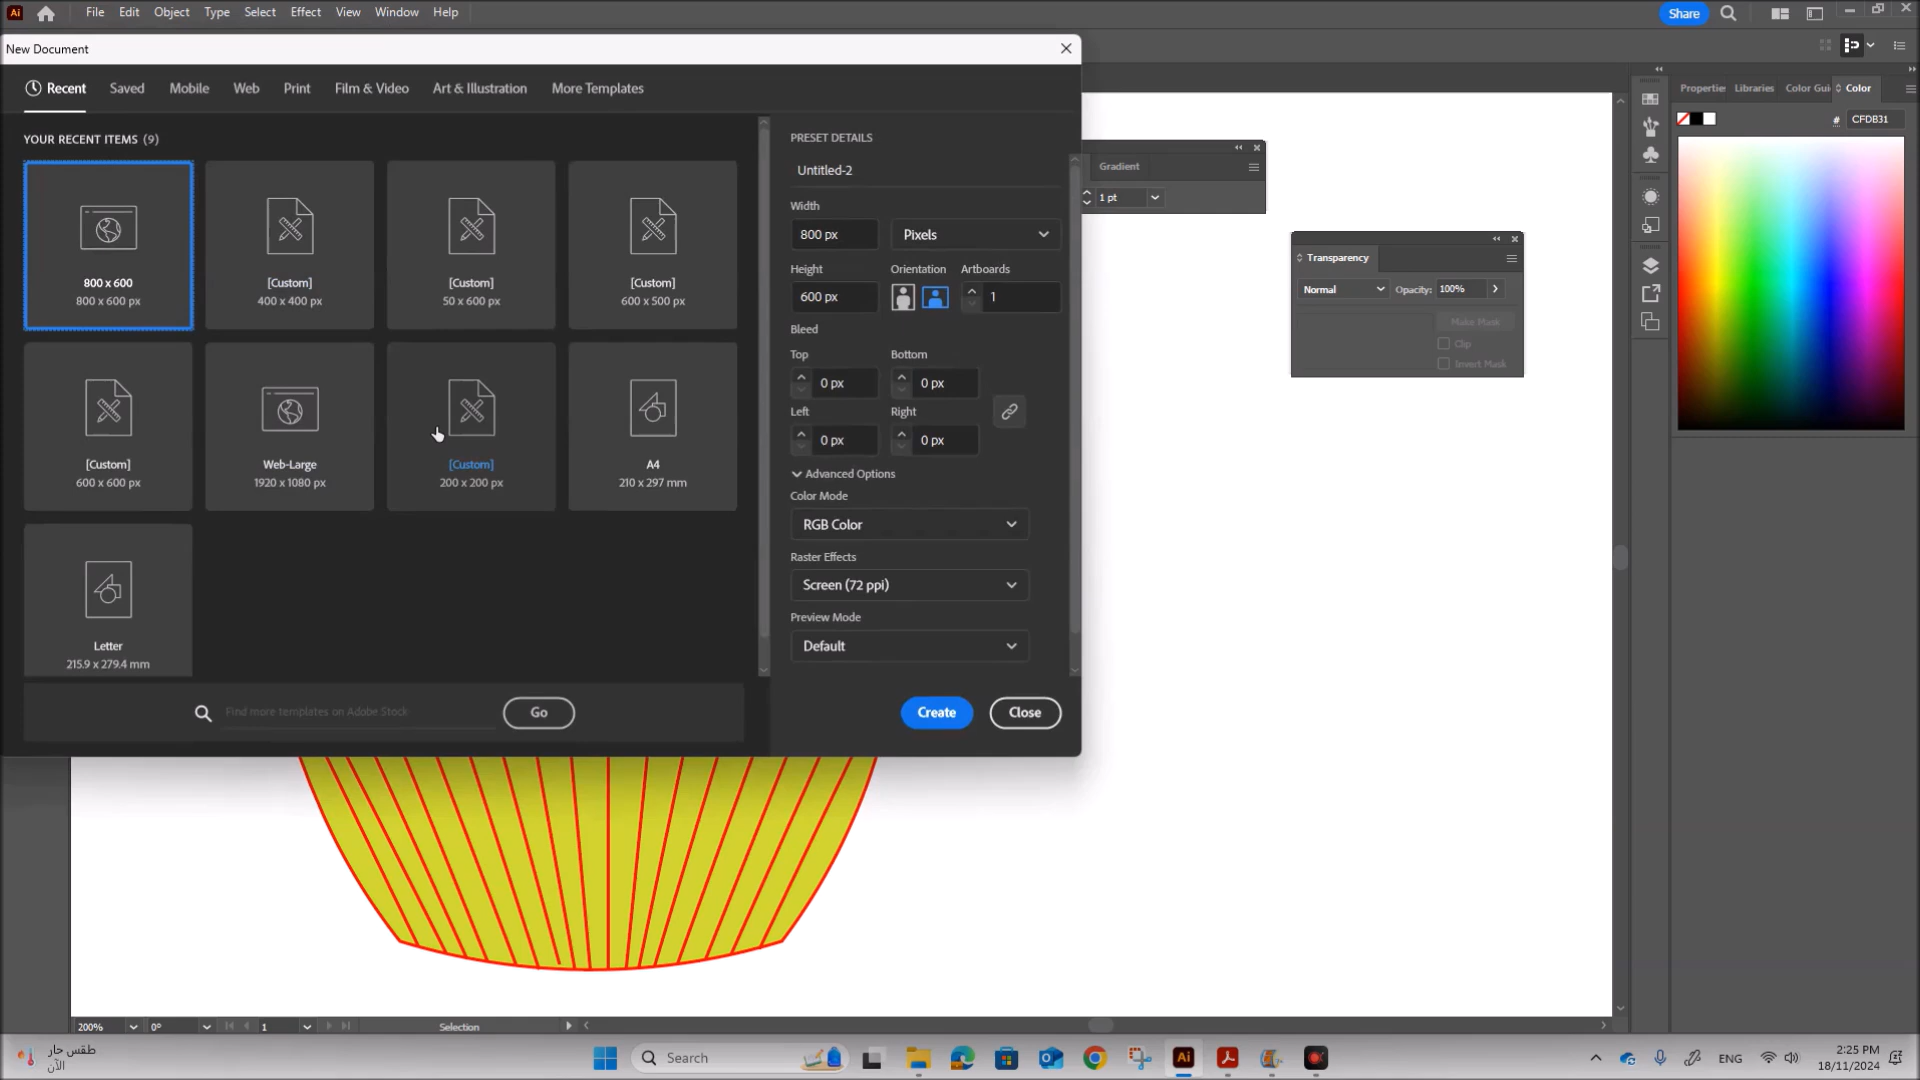 Ai File Edit Object Type Select Effect View Window Help Share
New Document
Recent Saved Mobile Web Print Film & Video Art & Illustration More Templates
YOUR RECENT ITEMS (9)
800 x 600
800 x 600 px
[Custom]
400 x 400 px
[Custom]
50 x 600 px
[Custom]
600 x 500 px
[Custom]
600 x 600 px
Web-Large
1920 x 1080 px
[Custom]
200 x 200 px
A4
210 x 297 mm
Letter
215.9 x 279.4 mm
Find more templates on Adobe Stock
Go
PRESET DETAILS
Untitled-2
Width
800 px Pixels
Height Orientation Artboards
600 px 1
Bleed
Top Bottom
0 px 0 px
Left Right
0 px 0 px
Advanced Options
Color Mode
RGB Color
Raster Effects
Screen (72 ppi)
Preview Mode
Default
Create Close
Gradient
1 pt
Transparency
Normal Opacity: 100%
Make Mask
Clip
Invert Mask
Propertie Libraries Color Gui Color
# CFDB31
200% 0° 1 Selection
طقس حار
الآن
Search
Ai
ENG
2:25 PM
18/11/2024